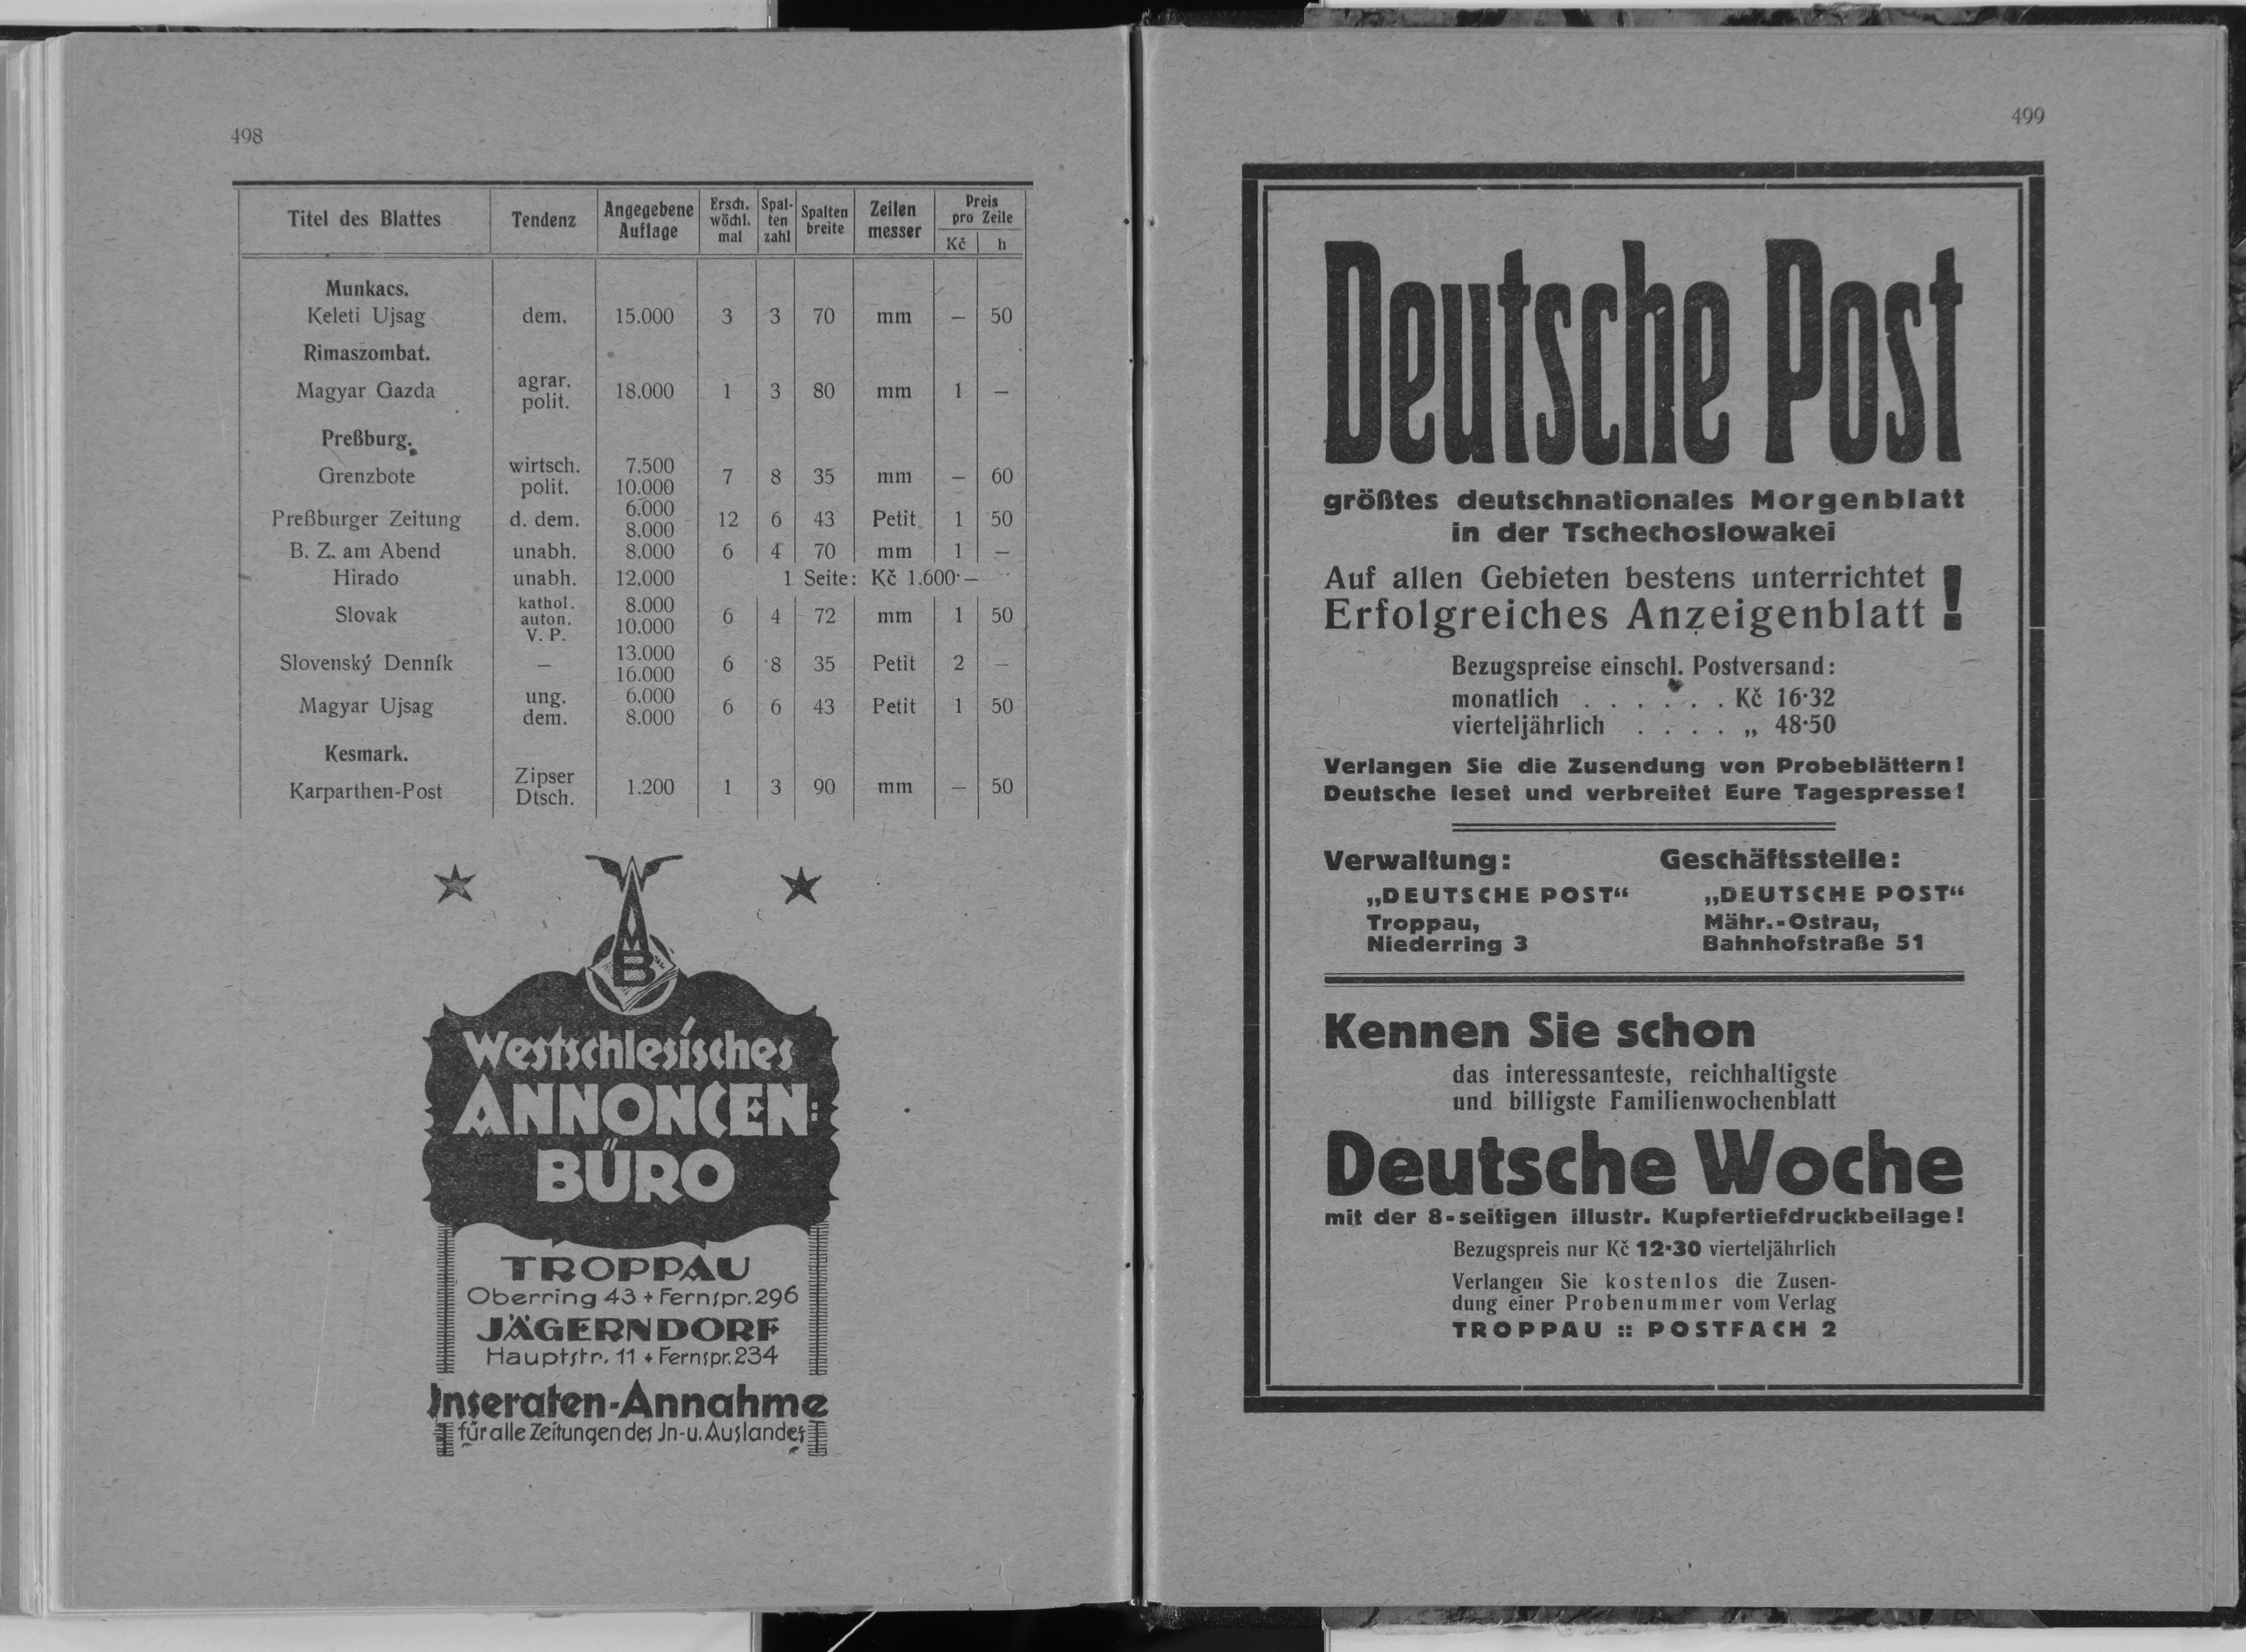 498
Titel des Blattes Tendenz Angegebene Auflage Ersch. wöchl. mal Spal- ten zahl Spalten breite Zeilen messer Preis pro Zeile Kč h
Munkacs.
Keleti Ujsag dem. 15.000 3 3 70 mm — 50
Rimaszombat.
Magyar Gazda agrar. polit. 18.000 1 3 80 mm 1 —
Preßburg.
Grenzbote wirtsch. polit. 7.500 10.000 7 8 35 mm — 60
Preßburger Zeitung d. dem. 6.000 8.000 12 6 43 Petit 1 50
B. Z. am Abend unabh. 8.000 6 4 70 mm 1 —
Hirado unabh. 12.000 1 Seite: Kč 1.600·—
Slovak kathol. auton. V. P. 8.000 10.000 6 4 72 mm 1 50
Slovenský Denník — 13.000 16.000 6 8 35 Petit 2 —
Magyar Ujsag ung. dem. 6.000 8.000 6 6 43 Petit 1 50
Kesmark.
Karparthen-Post Zipser Dtsch. 1.200 1 3 90 mm — 50
WMB
Westschlesisches
ANNONCEN:
BÜRO
TROPPAU
Oberring 43 + Fernspr. 296
JÄGERNDORF
Hauptstr. 11 + Fernspr. 234
Inseraten-Annahme
für alle Zeitungen des Jn- u. Auslandes
499
Deutsche Post
größtes deutschnationales Morgenblatt
in der Tschechoslowakei
Auf allen Gebieten bestens unterrichtet
Erfolgreiches Anzeigenblatt !
Bezugspreise einschl. Postversand:
monatlich . . . . . . Kč 16·32
vierteljährlich . . . . „ 48·50
Verlangen Sie die Zusendung von Probeblättern!
Deutsche leset und verbreitet Eure Tagespresse!
Verwaltung: Geschäftsstelle:
„DEUTSCHE POST“ „DEUTSCHE POST“
Troppau, Mähr.-Ostrau,
Niederring 3 Bahnhofstraße 51
Kennen Sie schon
das interessanteste, reichhaltigste
und billigste Familienwochenblatt
Deutsche Woche
mit der 8-seitigen illustr. Kupfertiefdruckbeilage!
Bezugspreis nur Kč 12·30 vierteljährlich
Verlangen Sie kostenlos die Zusen-
dung einer Probenummer vom Verlag
TROPPAU :: POSTFACH 2